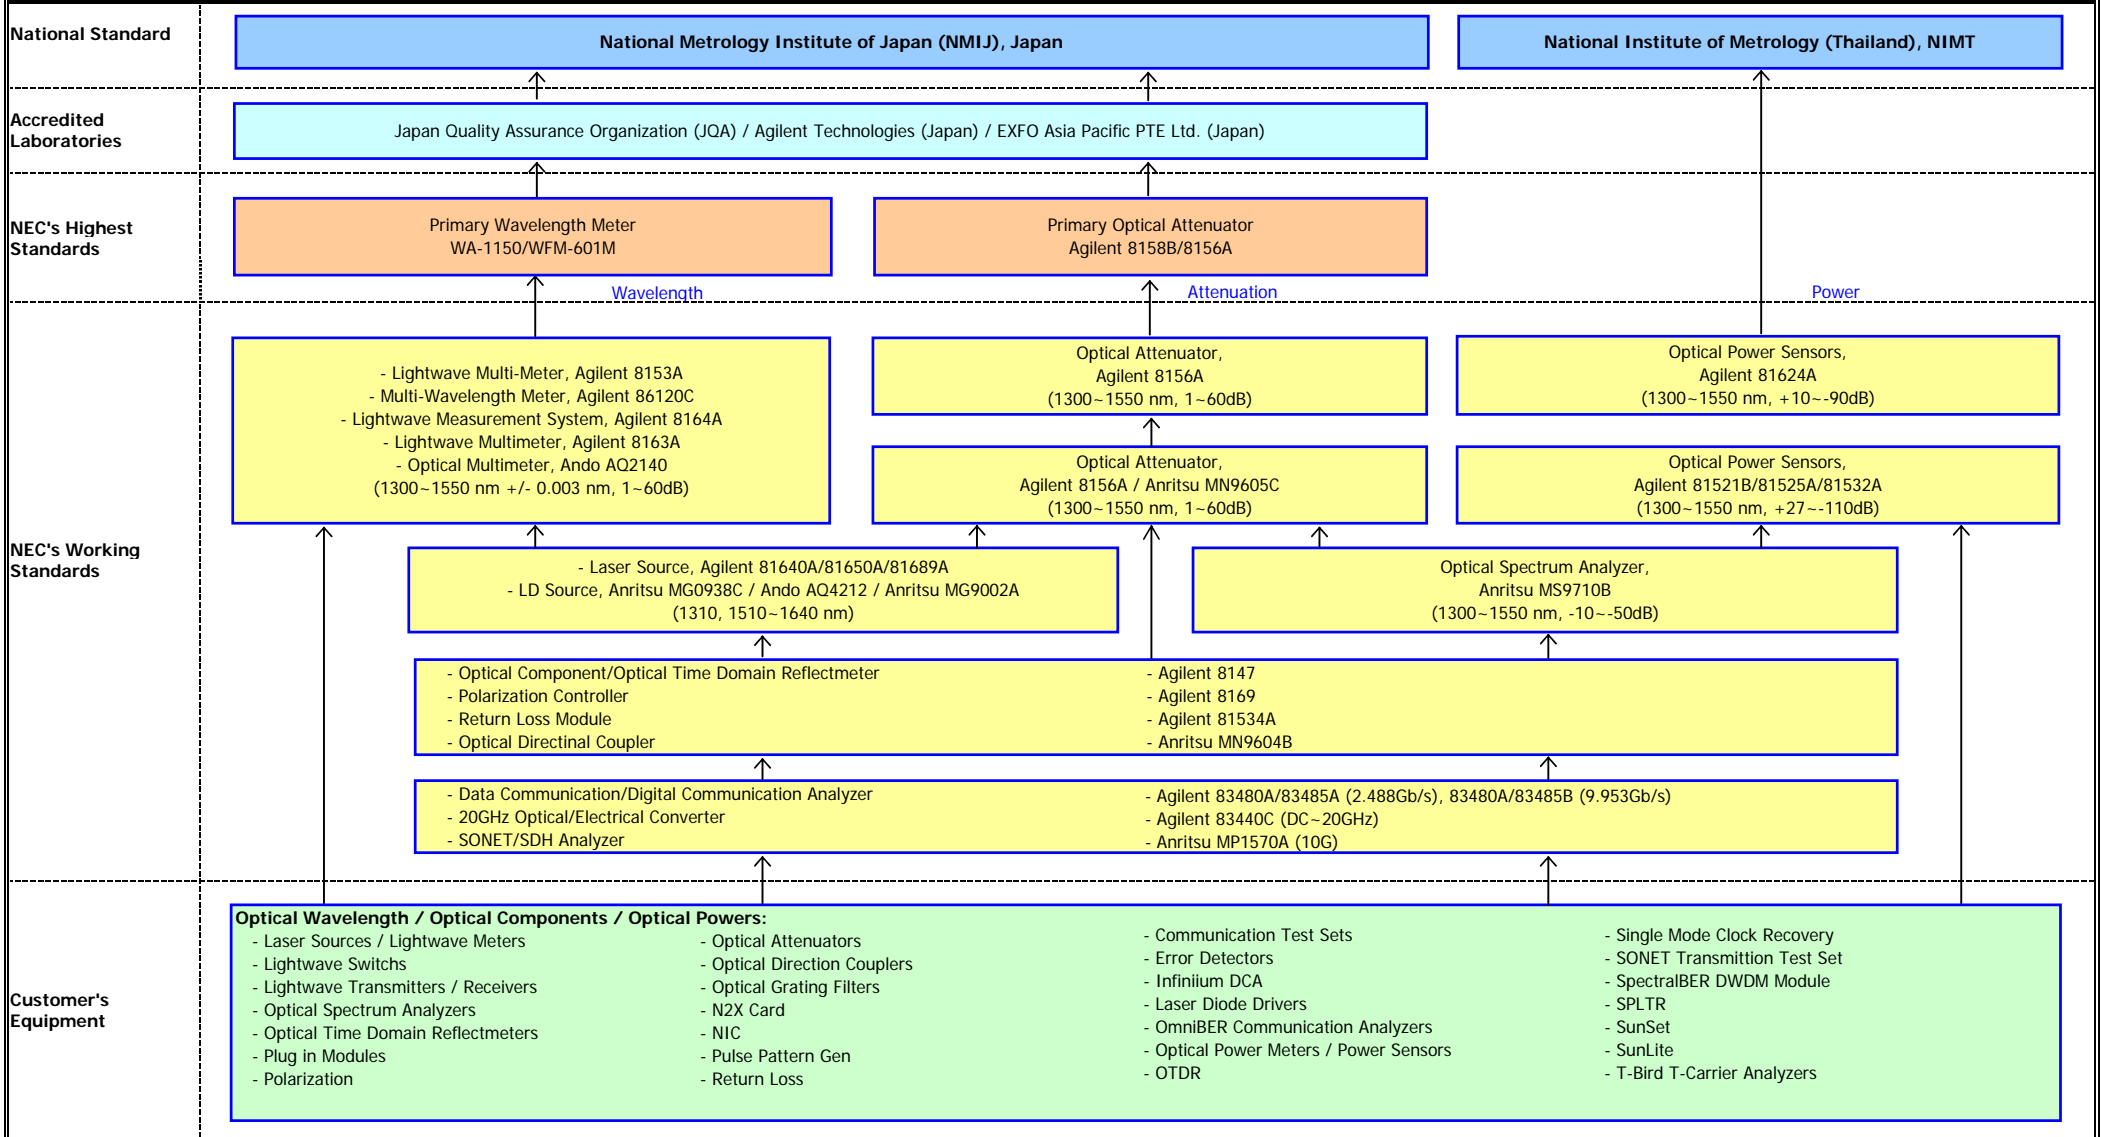 National Standard
National Metrology Institute of Japan (NMIJ), Japan
National Institute of Metrology (Thailand), NIMT
Accredited
Laboratories
Japan Quality Assurance Organization (JQA) / Agilent Technologies (Japan) / EXFO Asia Pacific PTE Ltd. (Japan)
NEC's Highest
Standards
Primary Wavelength Meter
WA-1150/WFM-601M
Primary Optical Attenuator
Agilent 8158B/8156A
Wavelength
Attenuation
Power
NEC's Working
Standards
- Lightwave Multi-Meter, Agilent 8153A
- Multi-Wavelength Meter, Agilent 86120C
- Lightwave Measurement System, Agilent 8164A
- Lightwave Multimeter, Agilent 8163A
- Optical Multimeter, Ando AQ2140
(1300~1550 nm +/- 0.003 nm, 1~60dB)
Optical Attenuator,
Agilent 8156A
(1300~1550 nm, 1~60dB)
Optical Power Sensors,
Agilent 81624A
(1300~1550 nm, +10~-90dB)
Optical Attenuator,
Agilent 8156A / Anritsu MN9605C
(1300~1550 nm, 1~60dB)
Optical Power Sensors,
Agilent 81521B/81525A/81532A
(1300~1550 nm, +27~-110dB)
- Laser Source, Agilent 81640A/81650A/81689A
- LD Source, Anritsu MG0938C / Ando AQ4212 / Anritsu MG9002A
(1310, 1510~1640 nm)
Optical Spectrum Analyzer,
Anritsu MS9710B
(1300~1550 nm, -10~-50dB)
- Optical Component/Optical Time Domain Reflectmeter
- Polarization Controller
- Return Loss Module
- Optical Directinal Coupler
- Agilent 8147
- Agilent 8169
- Agilent 81534A
- Anritsu MN9604B
- Data Communication/Digital Communication Analyzer
- 20GHz Optical/Electrical Converter
- SONET/SDH Analyzer
- Agilent 83480A/83485A (2.488Gb/s), 83480A/83485B (9.953Gb/s)
- Agilent 83440C (DC~20GHz)
- Anritsu MP1570A (10G)
Customer's
Equipment
Optical Wavelength / Optical Components / Optical Powers:
- Laser Sources / Lightwave Meters
- Lightwave Switchs
- Lightwave Transmitters / Receivers
- Optical Spectrum Analyzers
- Optical Time Domain Reflectmeters
- Plug in Modules
- Polarization
- Optical Attenuators
- Optical Direction Couplers
- Optical Grating Filters
- N2X Card
- NIC
- Pulse Pattern Gen
- Return Loss
- Communication Test Sets
- Error Detectors
- Infiniium DCA
- Laser Diode Drivers
- OmniBER Communication Analyzers
- Optical Power Meters / Power Sensors
- OTDR
- Single Mode Clock Recovery
- SONET Transmittion Test Set
- SpectralBER DWDM Module
- SPLTR
- SunSet
- SunLite
- T-Bird T-Carrier Analyzers